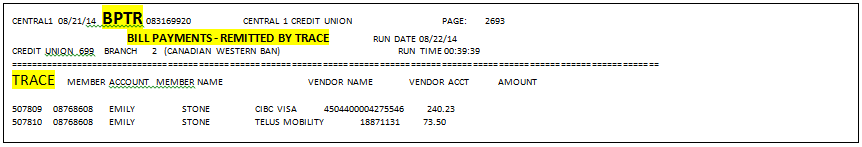 CENTRAL1 08/21/14 BPTR 083169920 CENTRAL 1 CREDIT UNION PAGE: 2693
BILL PAYMENTS - REMITTED BY TRACE RUN DATE 08/22/14
CREDIT UNION 699 BRANCH 2 (CANADIAN WESTERN BAN) RUN TIME 00:39:39
==============================================================================================================
TRACE MEMBER ACCOUNT MEMBER NAME VENDOR NAME VENDOR ACCT AMOUNT
507809 08768608 EMILY STONE CIBC VISA 4504400004275546 240.23
507810 08768608 EMILY STONE TELUS MOBILITY 18871131 73.50